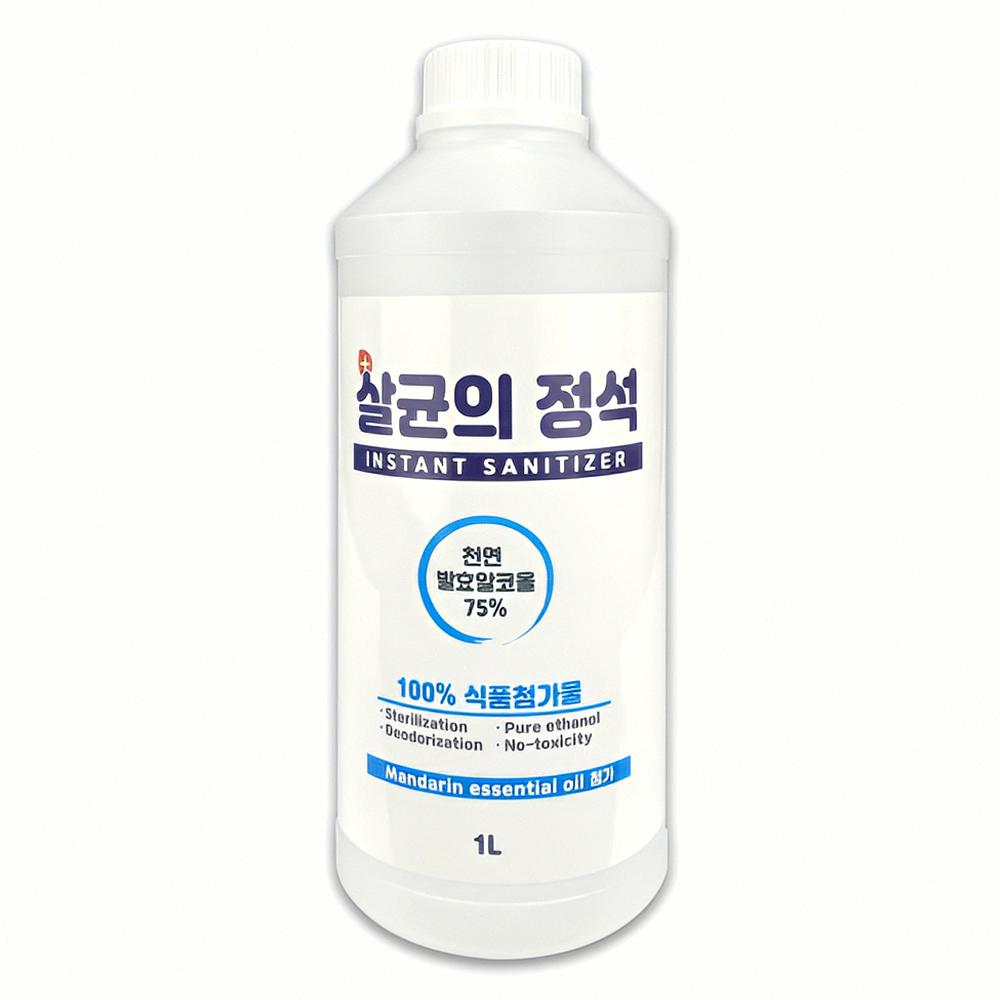 살균의 정석
INSTANT SANITIZER
천연
발효알코올
75%
100% 식품첨가물
·Sterilization ·Pure ethanol
·Deodorization ·No-toxicity
Mandarin essential oil 첨가
1L